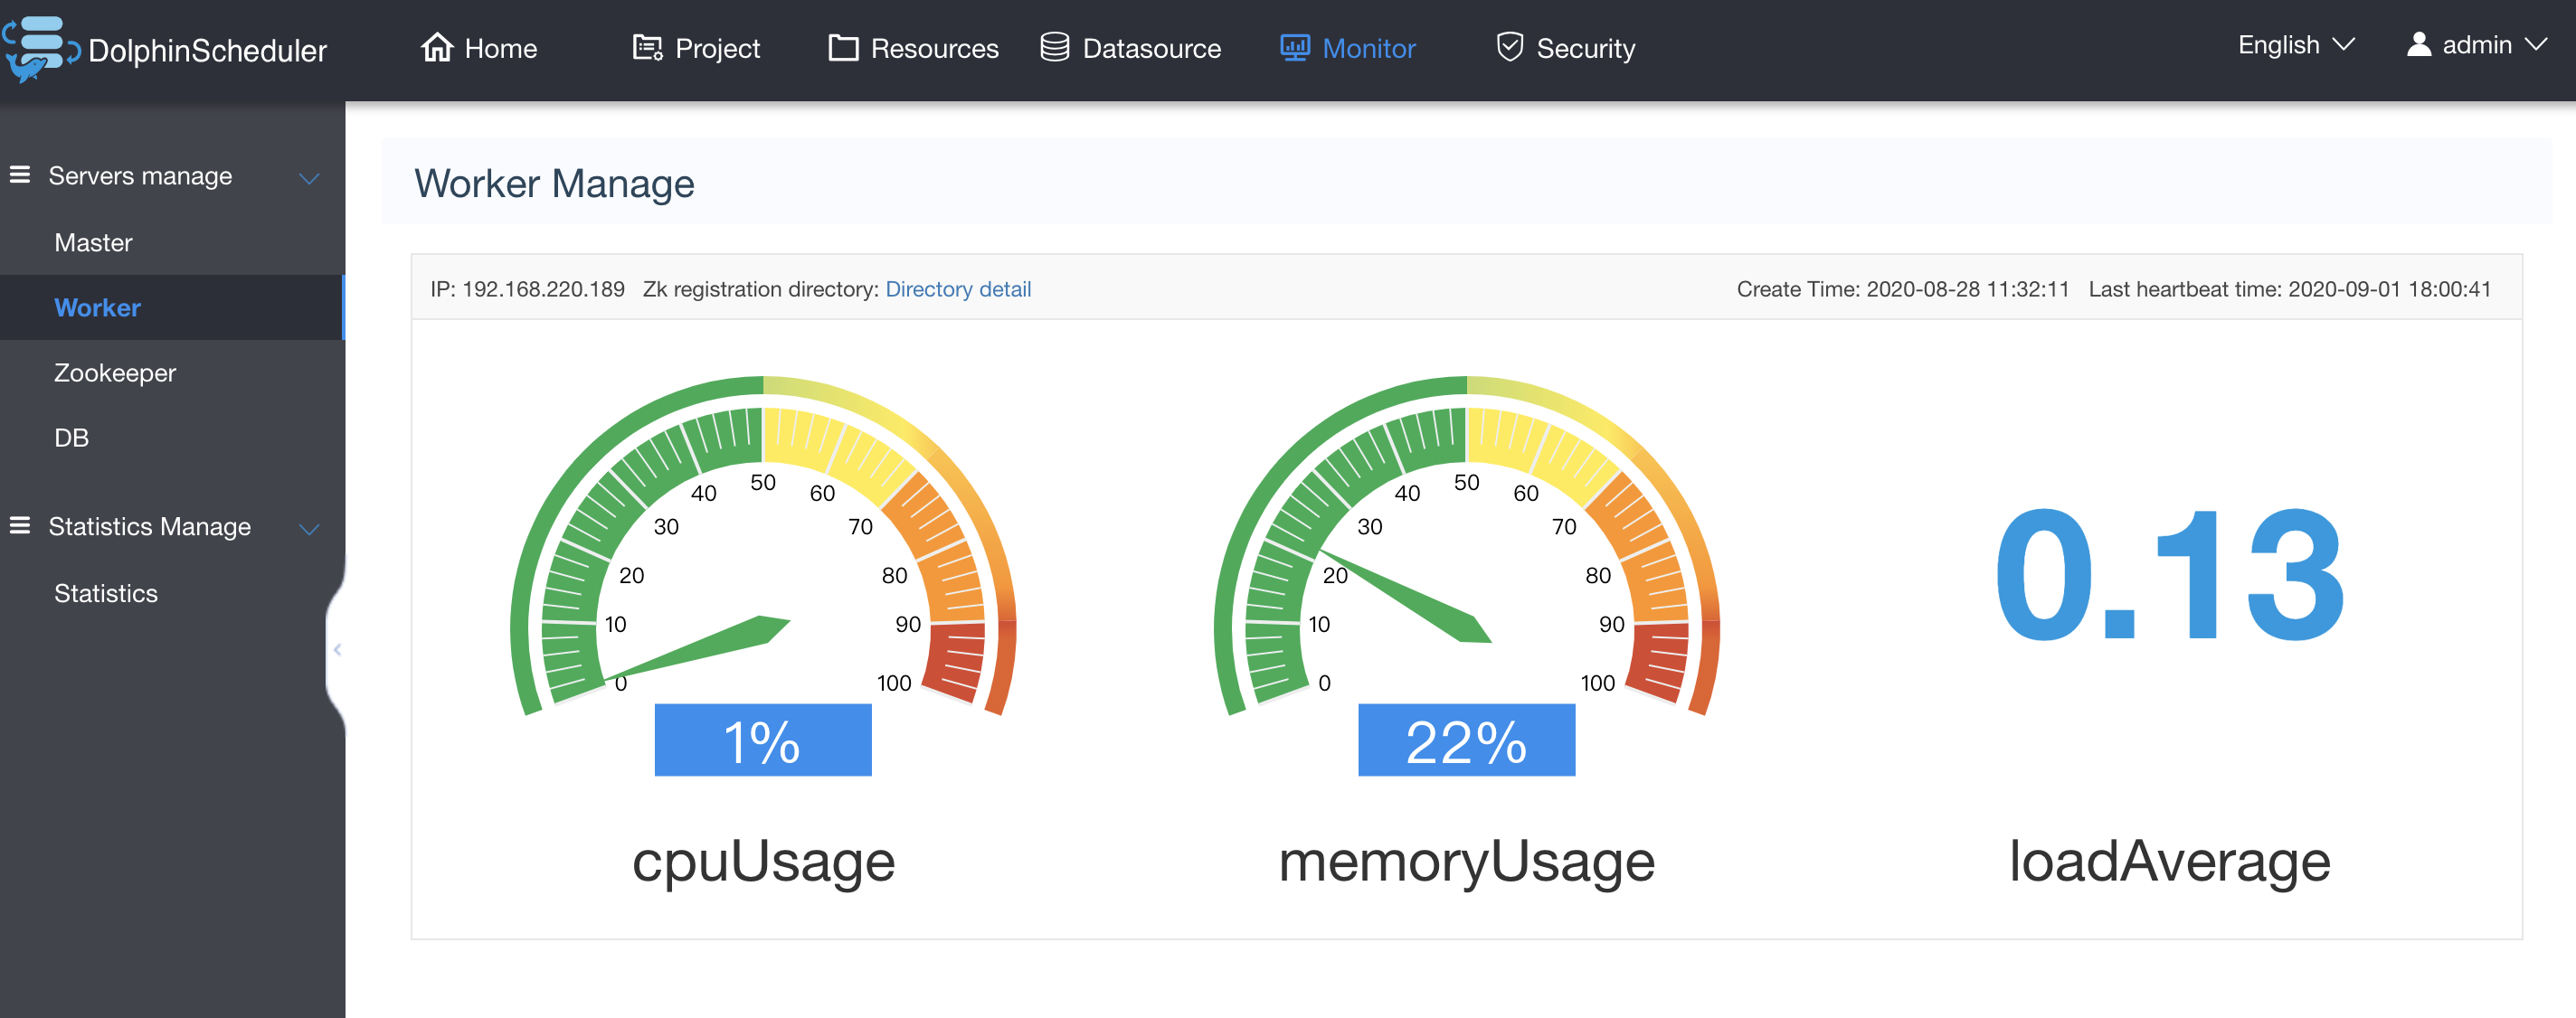 DolphinScheduler Home Project Resources Datasource Monitor Security English admin
Servers manage
Master
Worker
Zookeeper
DB
Statistics Manage
Statistics
Worker Manage
IP: 192.168.220.189 Zk registration directory: Directory detail Create Time: 2020-08-28 11:32:11 Last heartbeat time: 2020-09-01 18:00:41
0 10 20 30 40 50 60 70 80 90 100
1%
cpuUsage
0 10 20 30 40 50 60 70 80 90 100
22%
memoryUsage
0.13
loadAverage